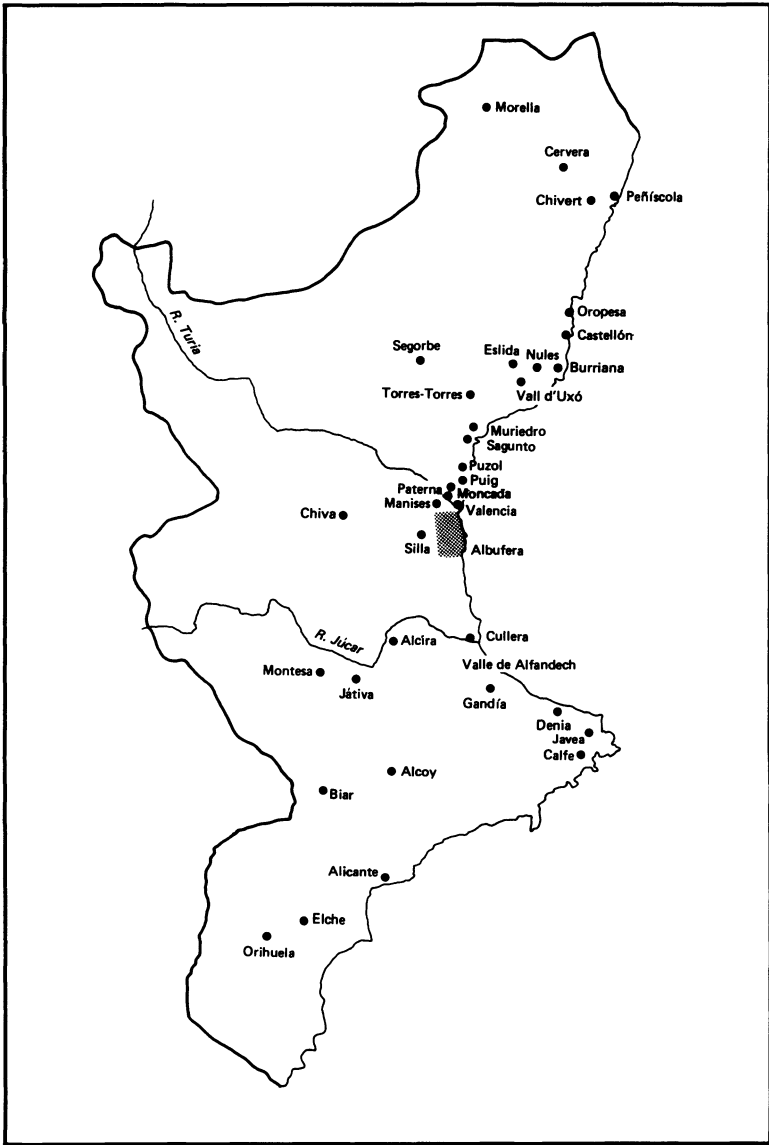 Morella
Cervera
Chivert
Peñíscola
Oropesa
Castellón
R. Turia
Segorbe
Eslida
Nules
Burriana
Torres-Torres
Vall d'Uxó
Muriedro
Sagunto
Puzol
Puig
Paterna
Moncada
Manises
Valencia
Chiva
Silla
Albufera
R. Júcar
Alcira
Cullera
Valle de Alfandech
Montesa
Játiva
Gandía
Denia
Javea
Calfe
Alcoy
Biar
Alicante
Elche
Orihuela